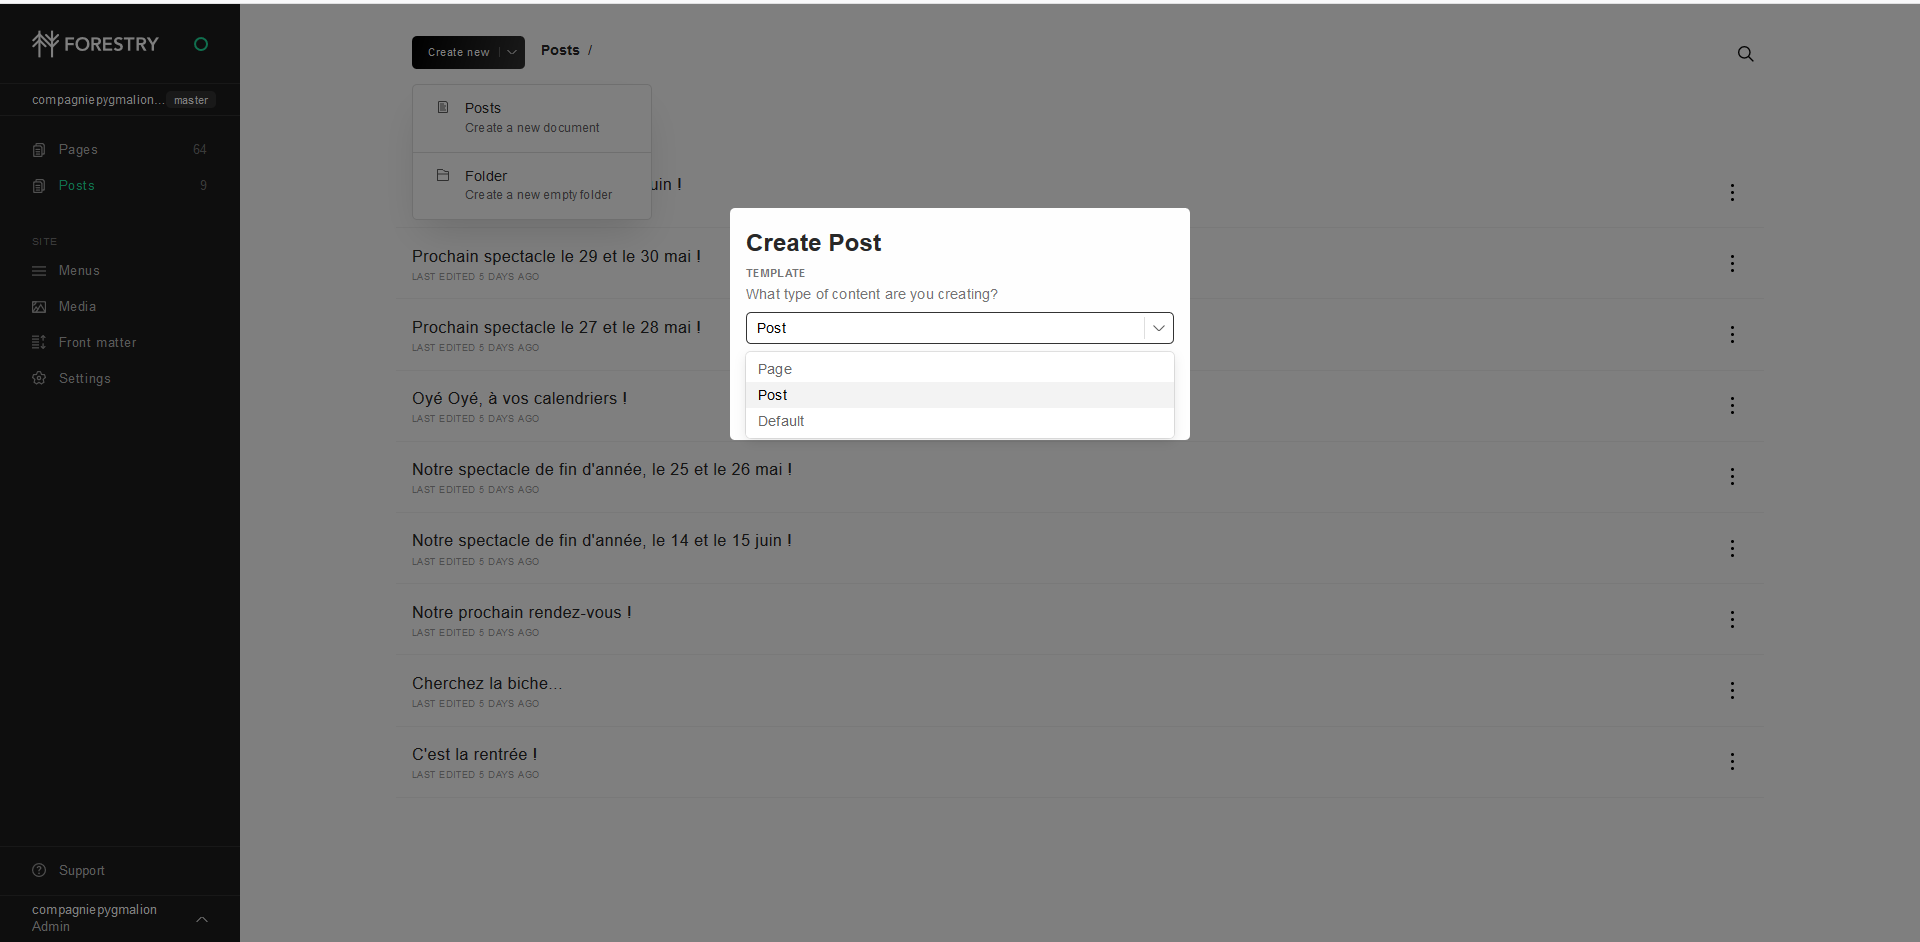 FORESTRY
compagniepygmalion... master
Pages 64
Posts 9
SITE
Menus
Media
Front matter
Settings
Support
compagniepygmalion
Admin
Create new
Posts /
Posts
Create a new document
Folder
Create a new empty folder
uin !
Prochain spectacle le 29 et le 30 mai !
LAST EDITED 5 DAYS AGO
Prochain spectacle le 27 et le 28 mai !
LAST EDITED 5 DAYS AGO
Oyé Oyé, à vos calendriers !
LAST EDITED 5 DAYS AGO
Notre spectacle de fin d'année, le 25 et le 26 mai !
LAST EDITED 5 DAYS AGO
Notre spectacle de fin d'année, le 14 et le 15 juin !
LAST EDITED 5 DAYS AGO
Notre prochain rendez-vous !
LAST EDITED 5 DAYS AGO
Cherchez la biche...
LAST EDITED 5 DAYS AGO
C'est la rentrée !
LAST EDITED 5 DAYS AGO
Create Post
TEMPLATE
What type of content are you creating?
Post
Page
Post
Default